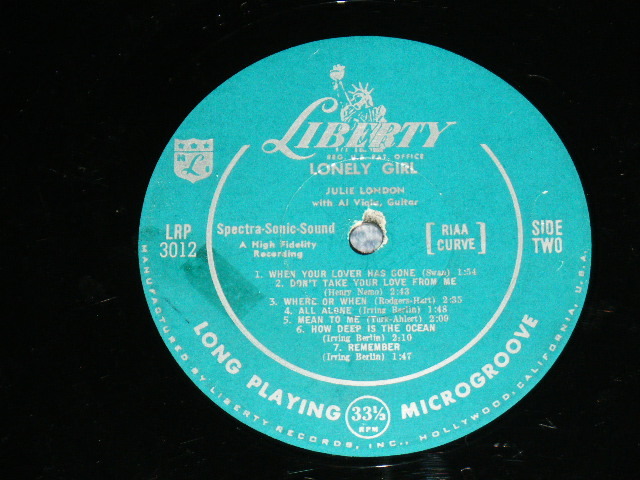 LIBERTY
REG. U.S. PAT. OFFICE
LONELY GIRL
JULIE LONDON
with Al Viola, Guitar
LRP
3012
Spectra-Sonic-Sound
A High Fidelity
Recording
[ RIAA
CURVE ]
SIDE
TWO
1. WHEN YOUR LOVER HAS GONE (Swan) 1:54
2. DON'T TAKE YOUR LOVE FROM ME
(Henry Nemo) 2:43
3. WHERE OR WHEN (Rodgers-Hart) 2:35
4. ALL ALONE (Irving Berlin) 1:48
5. MEAN TO ME (Turk-Ahlert) 2:09
6. HOW DEEP IS THE OCEAN
(Irving Berlin) 2:10
7. REMEMBER
(Irving Berlin) 1:47
LONG PLAYING 33⅓ RPM MICROGROOVE
MANUFACTURED BY LIBERTY RECORDS, INC., HOLLYWOOD, CALIFORNIA, U.S.A.